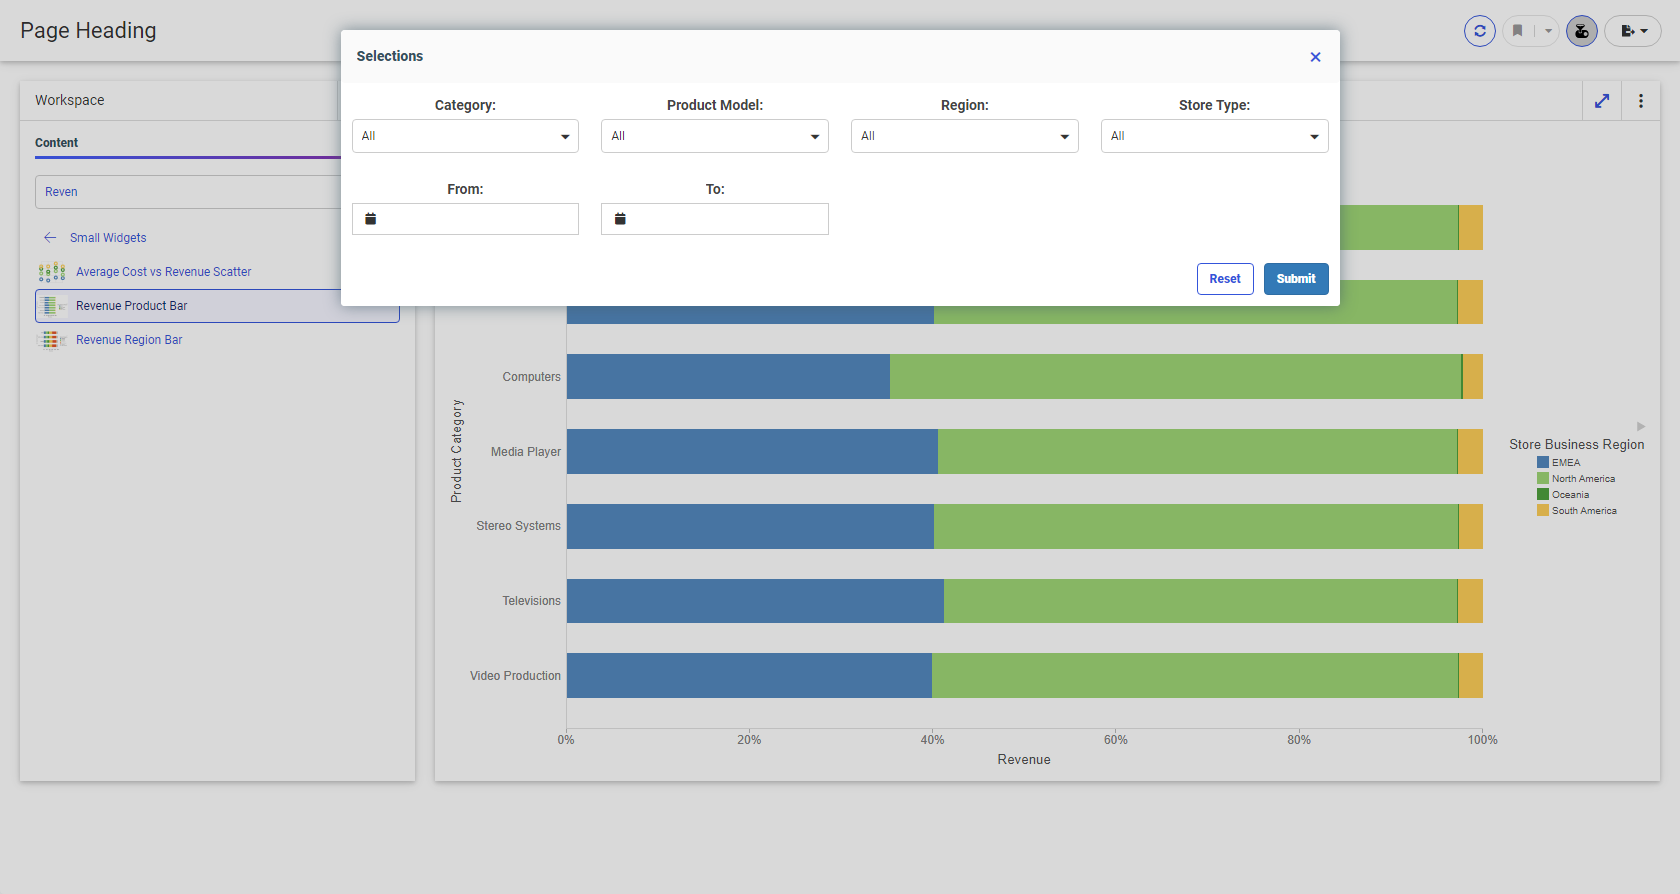 Page Heading
Selections
Category:
Product Model:
Region:
Store Type:
All
All
All
All
From:
To:
Reset
Submit
Workspace
Content
Reven
Small Widgets
Average Cost vs Revenue Scatter
Revenue Product Bar
Revenue Region Bar
Product Category
Computers
Media Player
Stereo Systems
Televisions
Video Production
0%
20%
40%
60%
80%
100%
Revenue
Store Business Region
EMEA
North America
Oceania
South America